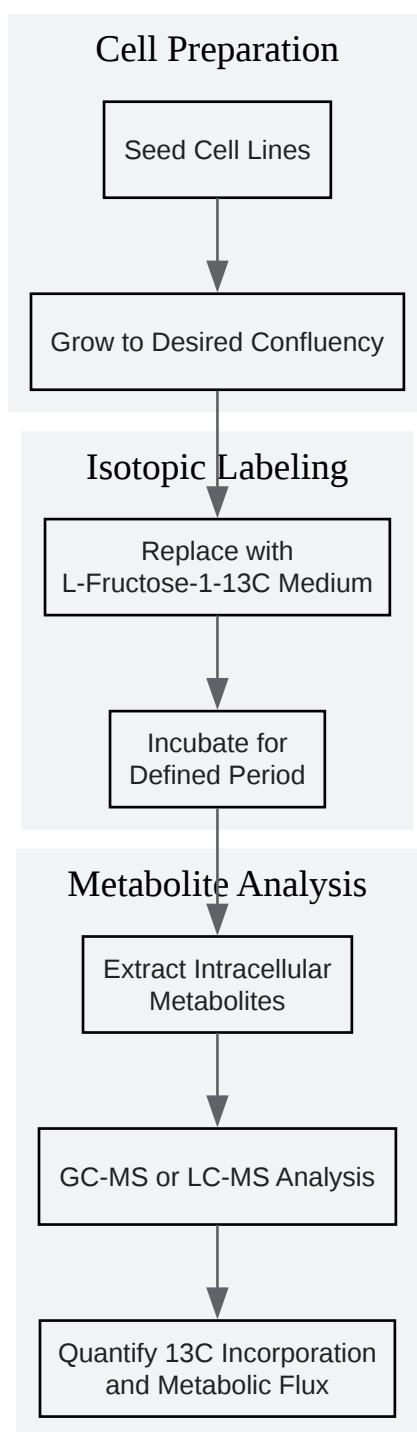 Cell Preparation
Seed Cell Lines
Grow to Desired Confluency
Isotopic Labeling
Replace with
L-Fructose-1-13C Medium
Incubate for
Defined Period
Metabolite Analysis
Extract Intracellular
Metabolites
GC-MS or LC-MS Analysis
Quantify 13C Incorporation
and Metabolic Flux